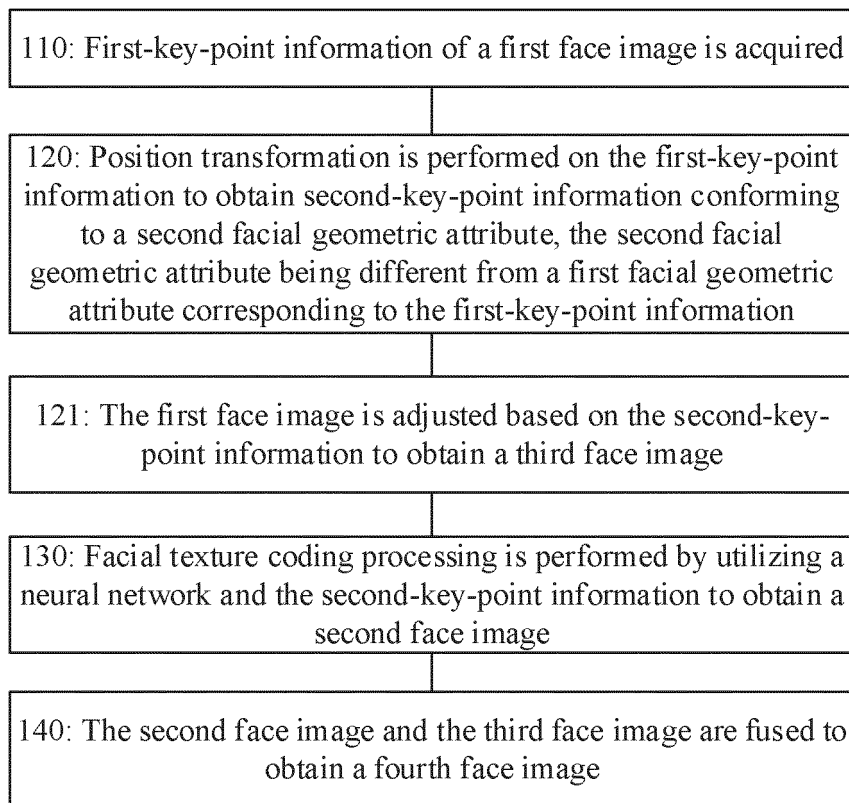 110: First-key-point information of a first face image is acquired
120: Position transformation is performed on the first-key-point
information to obtain second-key-point information conforming
to a second facial geometric attribute, the second facial
geometric attribute being different from a first facial geometric
attribute corresponding to the first-key-point information
121: The first face image is adjusted based on the second-key-
point information to obtain a third face image
130: Facial texture coding processing is performed by utilizing a
neural network and the second-key-point information to obtain a
second face image
140: The second face image and the third face image are fused to
obtain a fourth face image